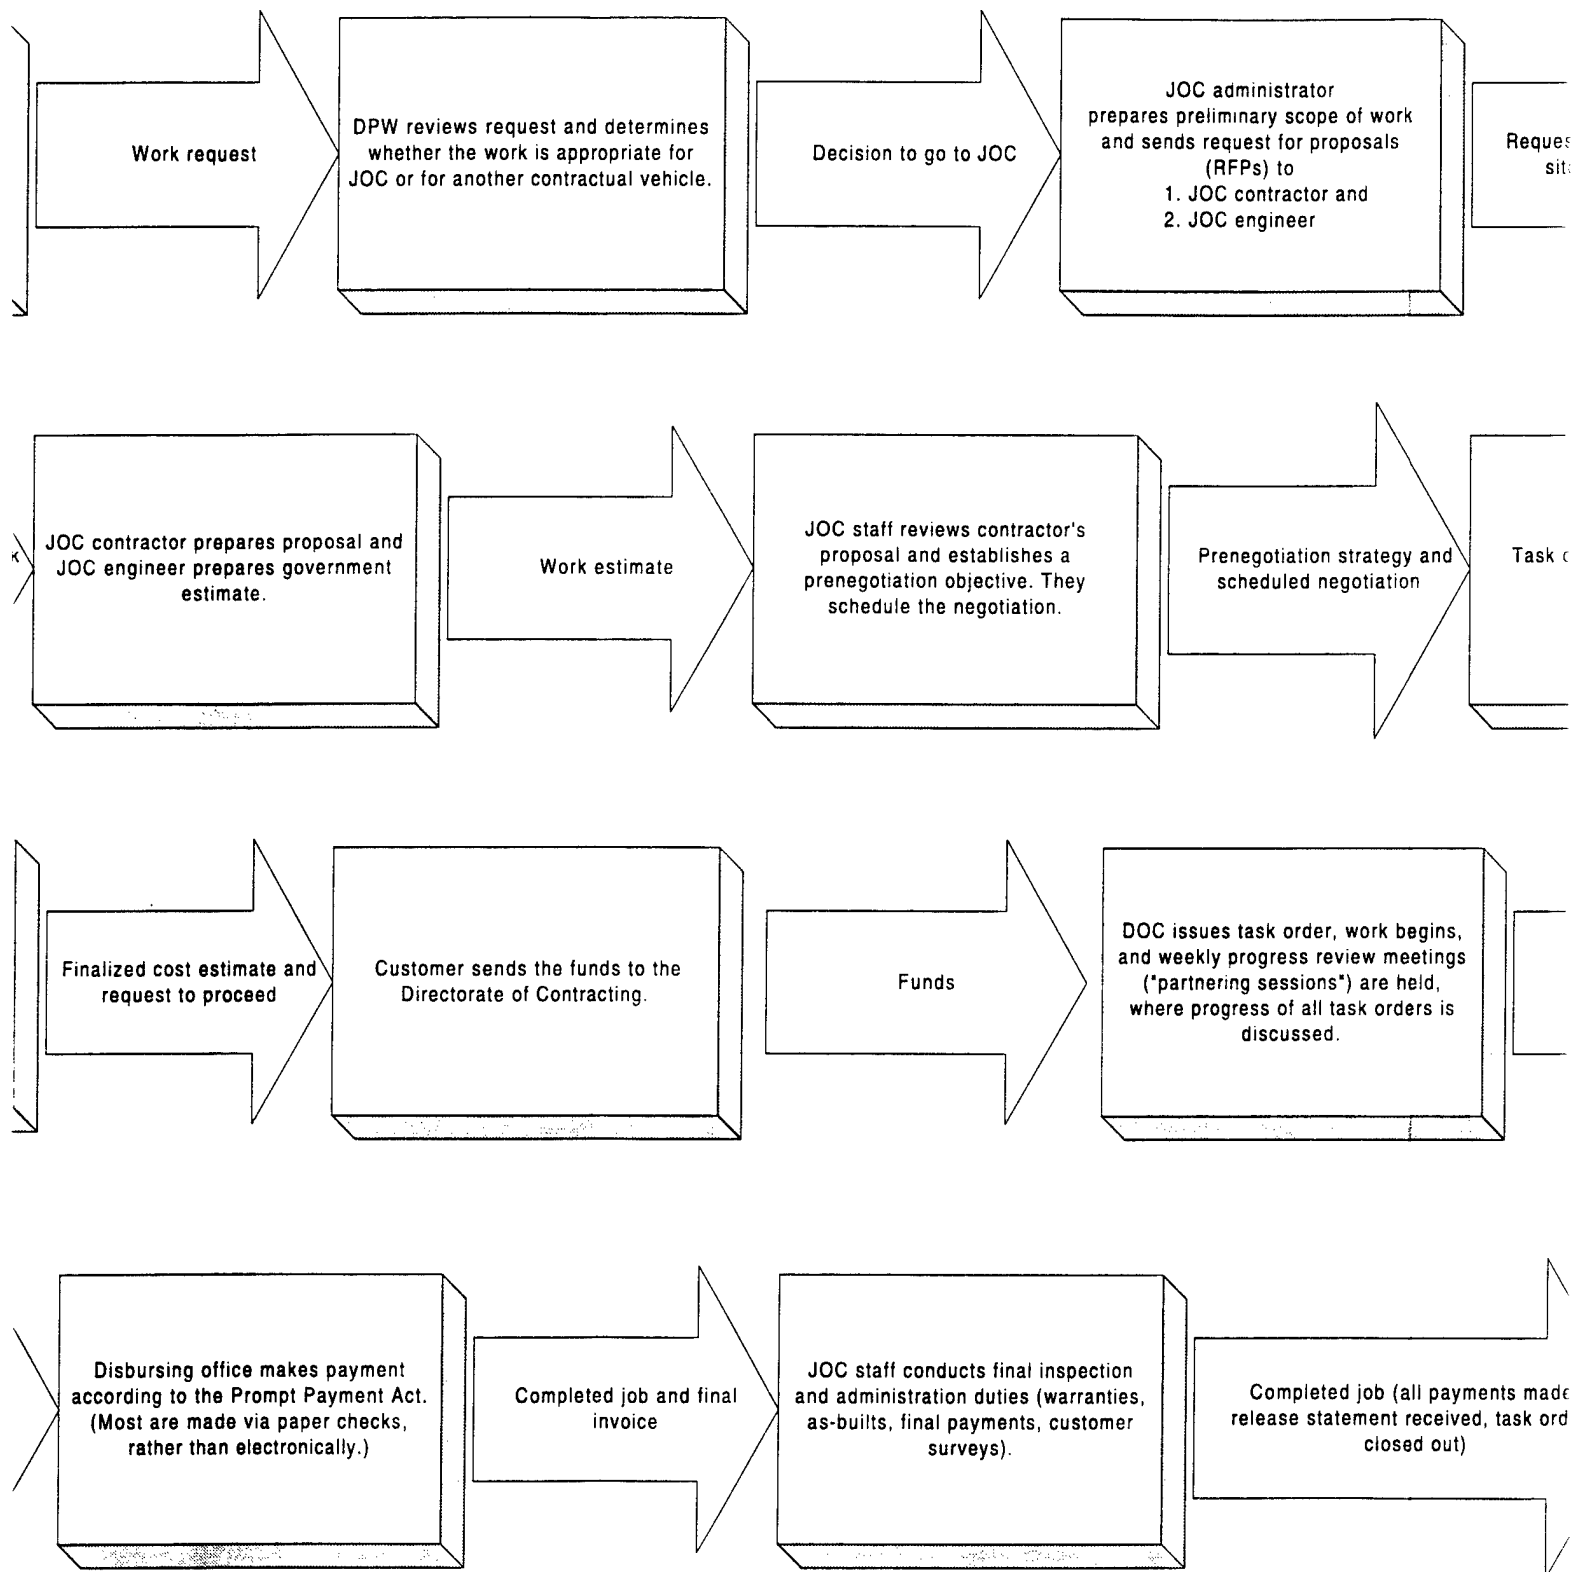 Work request
DPW reviews request and determines
whether the work is appropriate for
JOC or for another contractual vehicle.
Decision to go to JOC
JOC administrator
prepares preliminary scope of work
and sends request for proposals
(RFPs) to
1. JOC contractor and
2. JOC engineer
JOC contractor prepares proposal and
JOC engineer prepares government
estimate.
Work estimate
JOC staff reviews contractor's
proposal and establishes a
prenegotiation objective. They
schedule the negotiation.
Prenegotiation strategy and
scheduled negotiation
Task
Finalized cost estimate and
request to proceed
Customer sends the funds to the
Directorate of Contracting.
Funds
DOC issues task order, work begins,
and weekly progress review meetings
("partnering sessions") are held,
where progress of all task orders is
discussed.
Disbursing office makes payment
according to the Prompt Payment Act.
(Most are made via paper checks,
rather than electronically.)
Completed job and final
invoice
JOC staff conducts final inspection
and administration duties (warranties,
as-builts, final payments, customer
surveys).
Completed job (all payments made
release statement received, task ord
closed out)